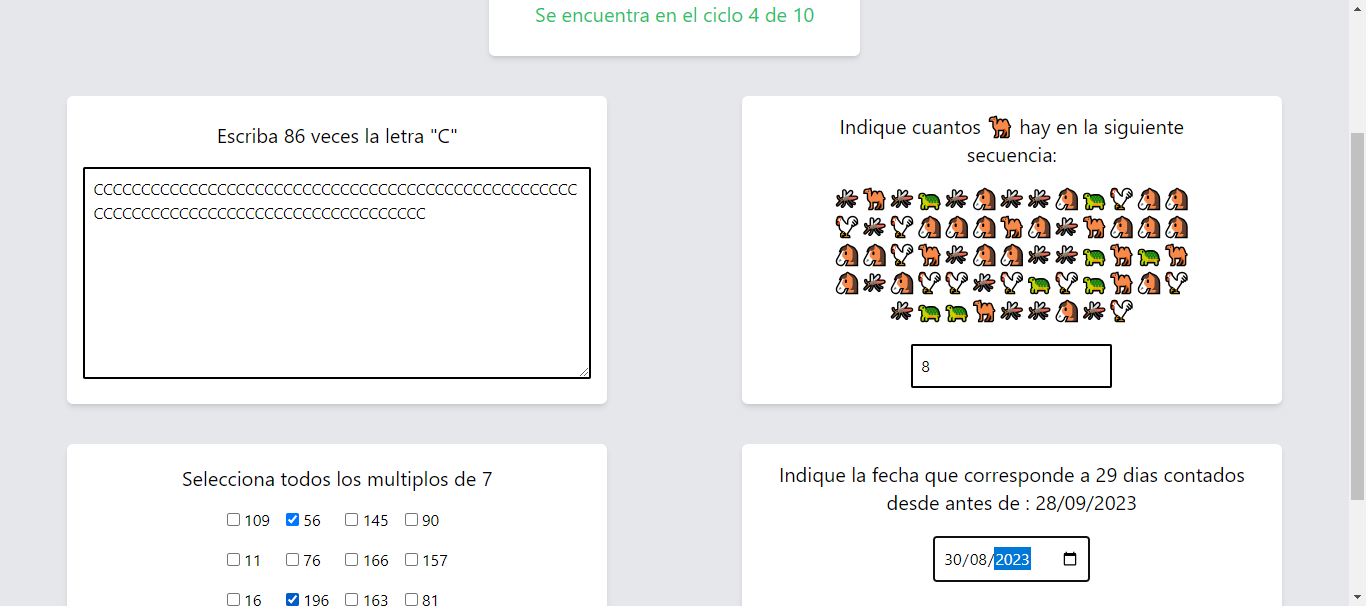 Se encuentra en el ciclo 4 de 10
Escriba 86 veces la letra "C"
CCCCCCCCCCCCCCCCCCCCCCCCCCCCCCCCCCCCCCCCCCCCCCCCCCC
CCCCCCCCCCCCCCCCCCCCCCCCCCCCCCCCCCC
Indique cuantos 🐫 hay en la siguiente
secuencia:
8
Selecciona todos los multiplos de 7
109 56 145 90
11 76 166 157
16 196 163 81
Indique la fecha que corresponde a 29 dias contados
desde antes de : 28/09/2023
30/08/2023